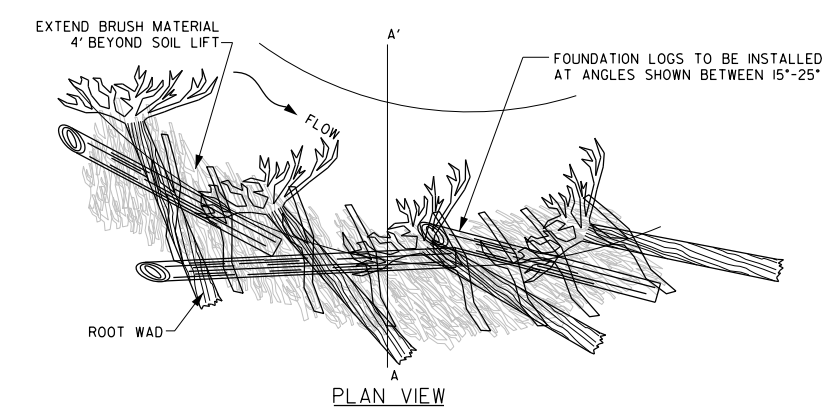 EXTEND BRUSH MATERIAL
4' BEYOND SOIL LIFT
A'
FOUNDATION LOGS TO BE INSTALLED
AT ANGLES SHOWN BETWEEN 15°-25°
FLOW
ROOT WAD
A
PLAN VIEW